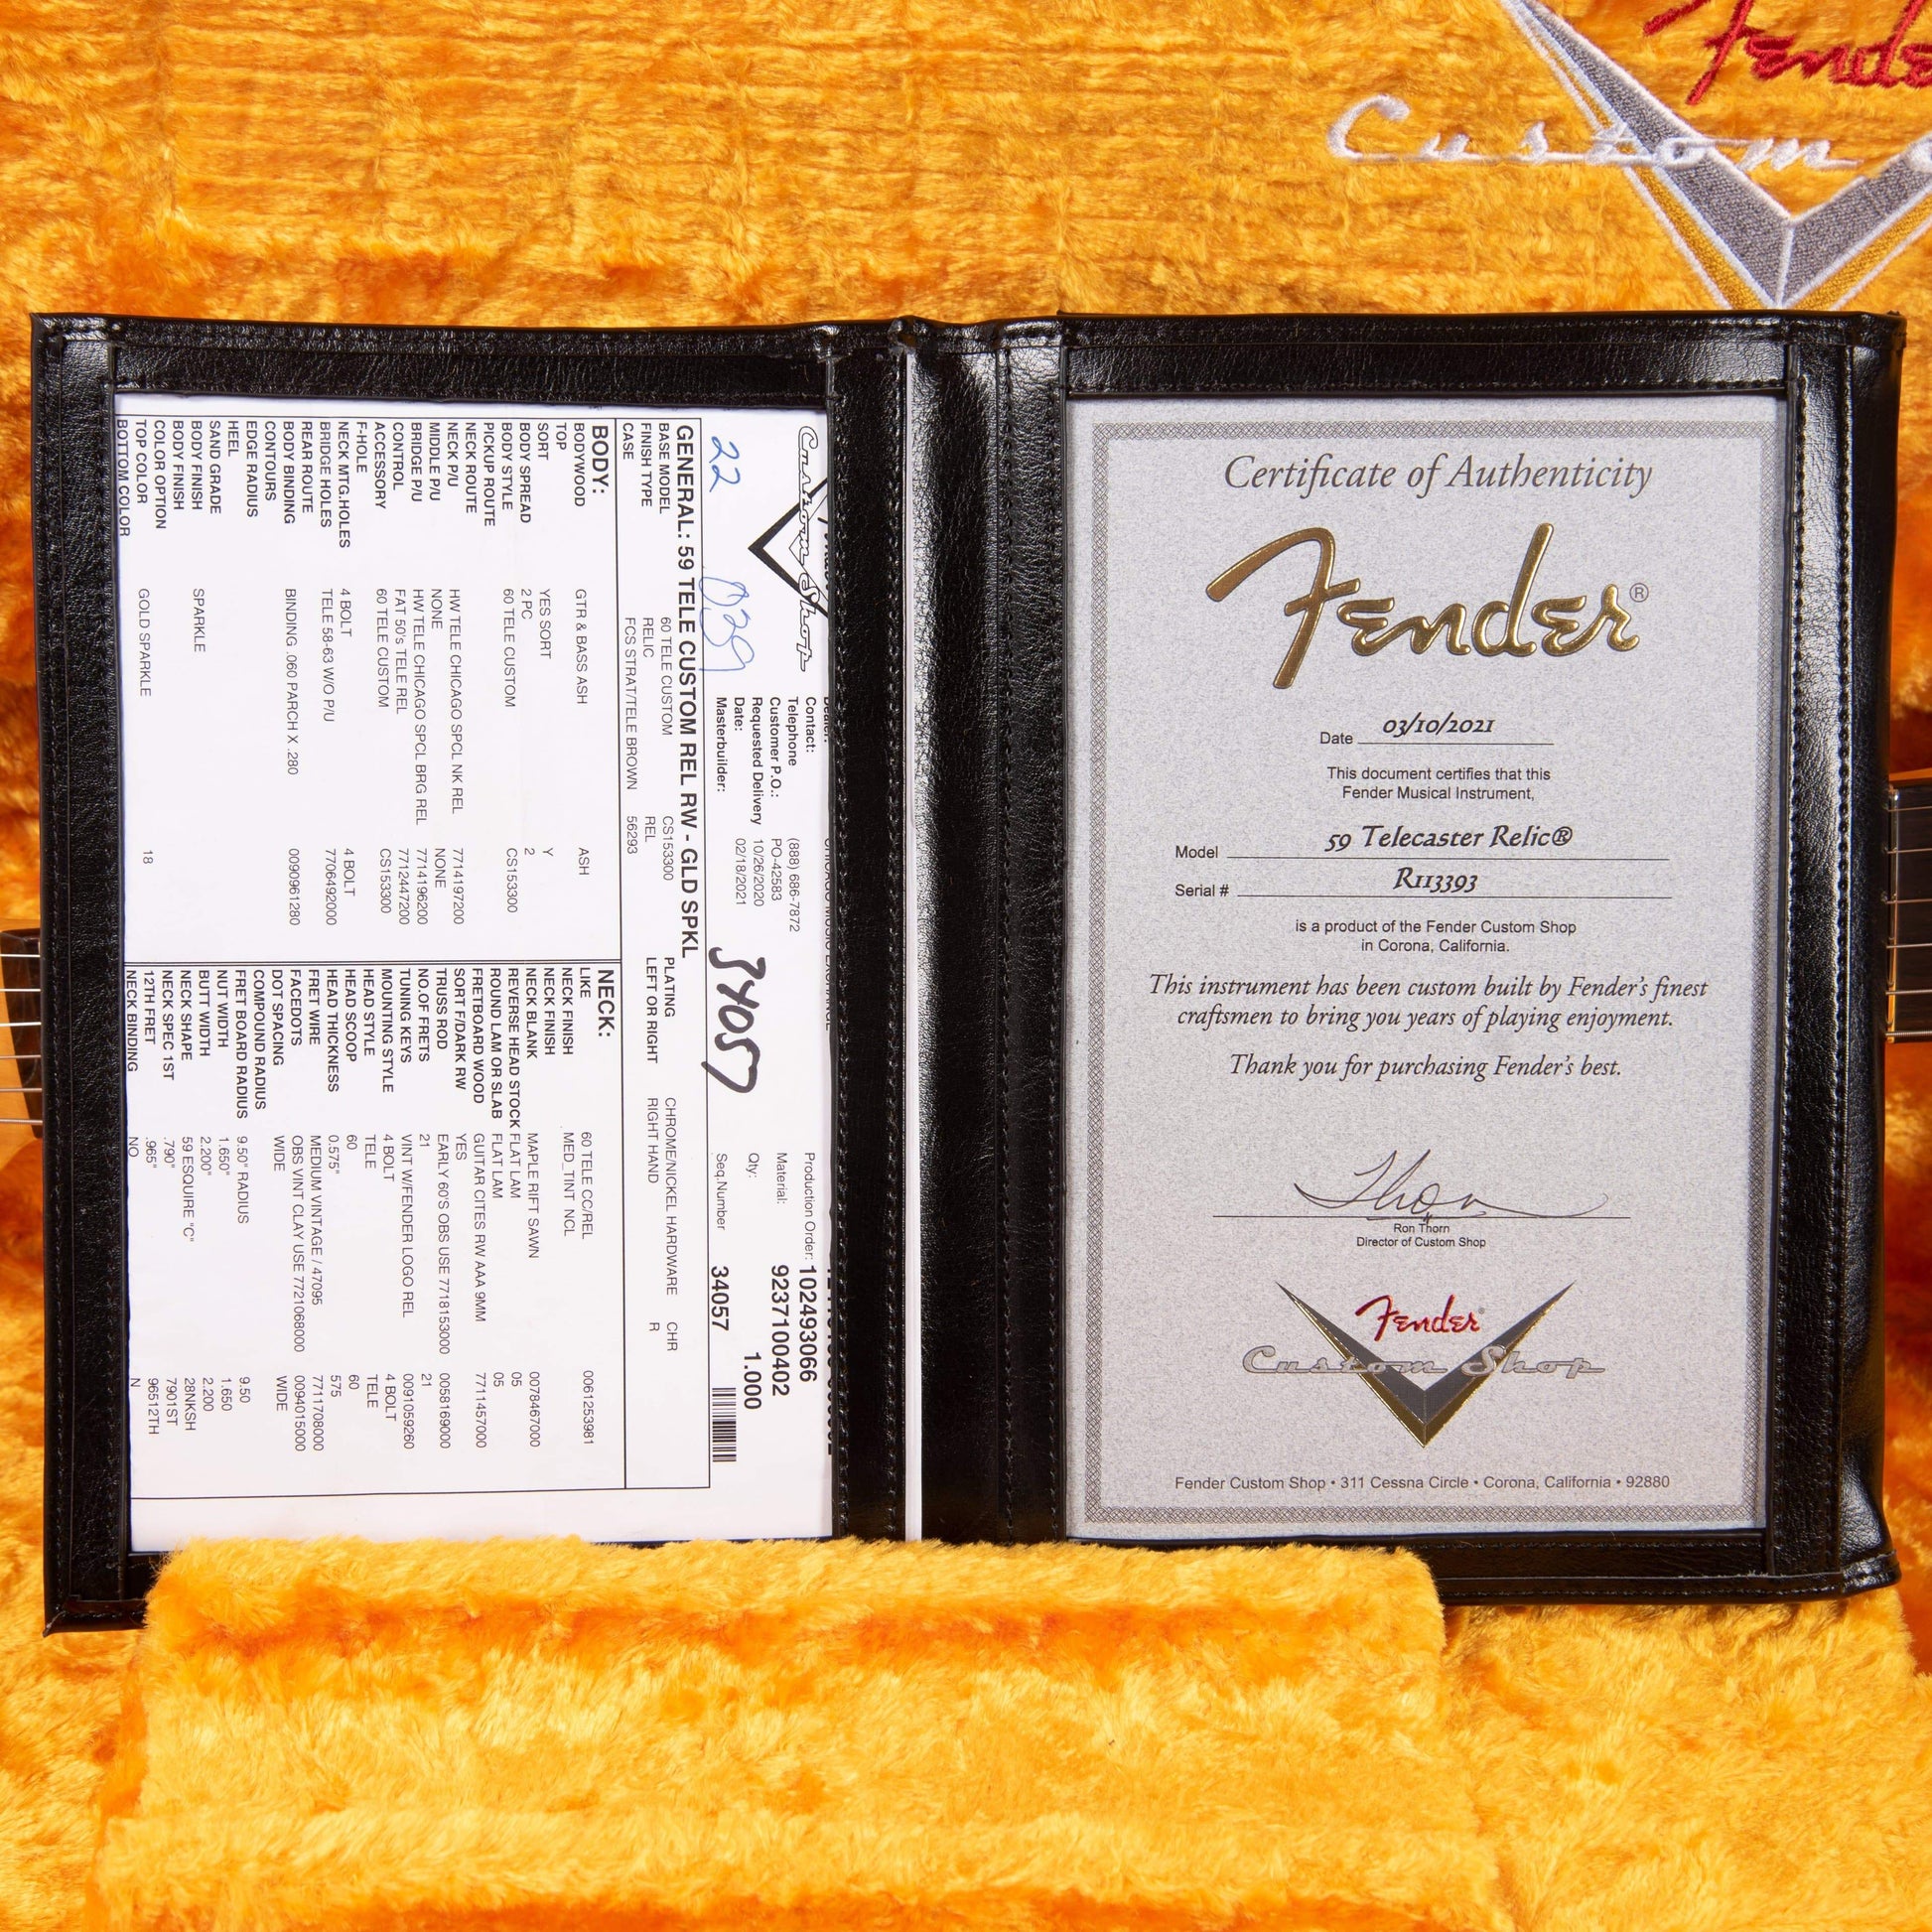 Fender
Custom
Certificate of Authenticity
Fender®
Date 03/10/2021
This document certifies that this
Fender Musical Instrument,
Model 59 Telecaster Relic®
Serial # R113393
is a product of the Fender Custom Shop
in Corona, California.
This instrument has been custom built by Fender's finest
craftsmen to bring you years of playing enjoyment.
Thank you for purchasing Fender's best.
Thorn
Ron Thorn
Director of Custom Shop
Fender®
Custom Shop
Fender Custom Shop • 311 Cessna Circle • Corona, California • 92880
Custom Shop
22
039
34057
Dealer: CHICAGO MUSIC EXCHANGE
Contact:
Telephone (888) 686-7872
Customer P.O.: PO-42583
Requested Delivery 10/26/2020
Date: 02/18/2021
Masterbuilder:
Production Order: 102493066
Material: 9237100402
Qty: 1.000
Seq.Number 34057
GENERAL: 59 TELE CUSTOM REL RW - GLD SPKL
BASE MODEL 60 TELE CUSTOM CS153300 PLATING CHROME/NICKEL HARDWARE CHR
FINISH TYPE RELIC REL LEFT OR RIGHT RIGHT HAND R
CASE FCS STRAT/TELE BROWN 56293
BODY:
BODYWOOD GTR & BASS ASH ASH
TOP
SORT YES SORT Y
BODY SPREAD 2 PC 2
BODY STYLE 60 TELE CUSTOM CS153300
PICKUP ROUTE
NECK ROUTE
NECK P/U HW TELE CHICAGO SPCL NK REL 7714197200
MIDDLE P/U NONE NONE
BRIDGE P/U HW TELE CHICAGO SPCL BRG REL 7714196200
CONTROL FAT 50's TELE REL 7712447200
ACCESSORY 60 TELE CUSTOM CS153300
F-HOLE
NECK MTG.HOLES 4 BOLT 4 BOLT
BRIDGE HOLES TELE 58-63 W/O P/U 7706492000
REAR ROUTE
BODY BINDING BINDING .060 PARCH X .280 0090961280
CONTOURS
EDGE RADIUS
HEEL
SAND GRADE
BODY FINISH SPARKLE
BODY FINISH
COLOR OPTION
TOP COLOR GOLD SPARKLE 18
BOTTOM COLOR
NECK:
LIKE 60 TELE CC/REL 0061253981
NECK FINISH MED_TINT NCL
NECK FINISH
NECK BLANK MAPLE RIFT SAWN 0078467000
REVERSE HEAD STOCK FLAT LAM 05
ROUND LAM OR SLAB FLAT LAM 05
FRETBOARD WOOD GUITAR CITES RW AAA 9MM 7711457000
SORT F/DARK RW YES
TRUSS ROD EARLY 60'S OBS USE 7718153000 0058169000
NO.OF FRETS 21 21
TUNING KEYS VINT W/FENDER LOGO REL 0091059260
MOUNTING STYLE 4 BOLT 4 BOLT
HEAD STYLE TELE TELE
HEAD SCOOP 60 60
HEAD THICKNESS 0.575" 575
FRET WIRE MEDIUM VINTAGE / 47095 7711708000
FACEDOTS OBS VINT CLAY USE 7721068000 0094015000
DOT SPACING WIDE WIDE
COMPOUND RADIUS
FRET BOARD RADIUS 9.50" RADIUS 9.50
NUT WIDTH 1.650" 1.650
BUTT WIDTH 2.200" 2.200
NECK SHAPE 59 ESQUIRE "C" 28NKSH
NECK SPEC 1ST .790" 7901ST
12TH FRET .965" 96512TH
NECK BINDING NO N